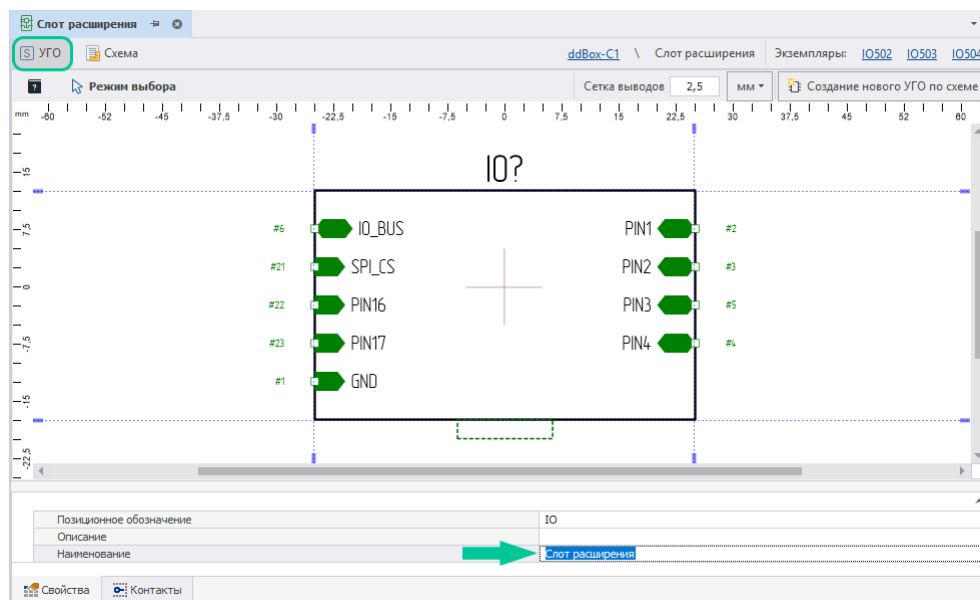 Слот расширения
УГО Схема ddBox-C1 \ Слот расширения Экземпляры: IO502 IO503 IO504
? Режим выбора Сетка выводов 2,5 мм Создание нового УГО по схеме
mm -60 -52 -45 -37,5 -30 -22,5 -15 -7,5 0 7,5 15 22,5 30 37,5 45 52 60
15
IO?
7,5 #6 IO_BUS PIN1 #2
#21 SPI_CS PIN2 #3
0
#22 PIN16 PIN3 #5
-7,5 #23 PIN17 PIN4 #4
#1 GND
-15
-22,5
Позиционное обозначение IO
Описание
Наименование Слот расширения
Свойства Контакты